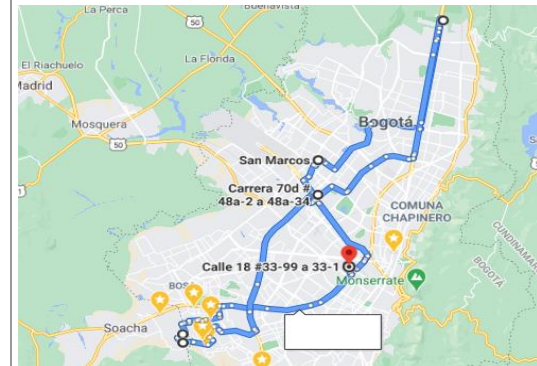 La Perca
50
Buenavista
El Riachuelo
Madrid
La Florida
Mosquera
50
Bogotá
San Marcos
Carrera 70d #
48a-2 a 48a-34
COMUNA
CHAPINERO
CUNDINAMARCA
BOGOTÁ
Calle 18 #33-99 a 33-1
Monserrate
BOSA
Soacha